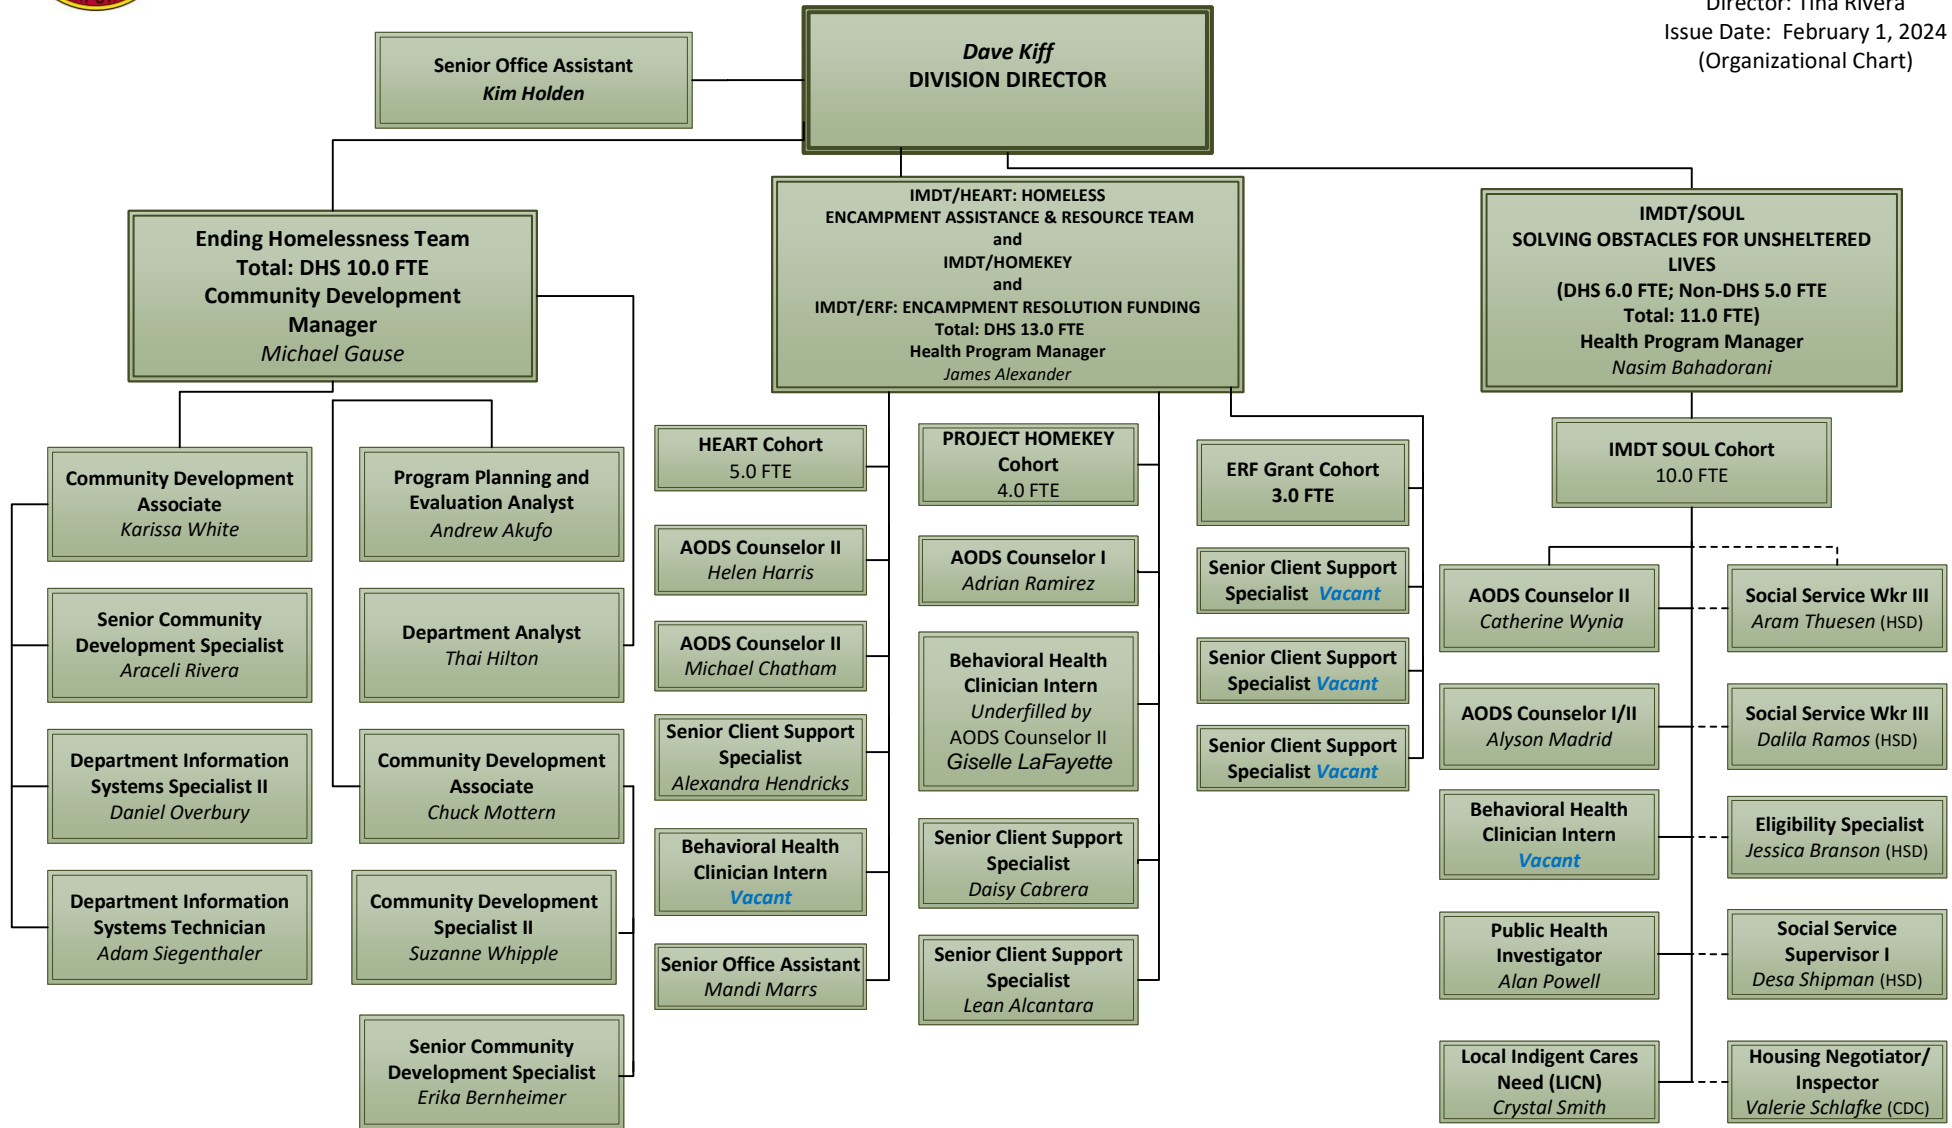 Director: Tina Rivera
Issue Date: February 1, 2024
(Organizational Chart)
Dave Kiff
DIVISION DIRECTOR
Senior Office Assistant
Kim Holden
Ending Homelessness Team
Total: DHS 10.0 FTE
Community Development
Manager
Michael Gause
IMDT/HEART: HOMELESS
ENCAMPMENT ASSISTANCE & RESOURCE TEAM
and
IMDT/HOMEKEY
and
IMDT/ERF: ENCAMPMENT RESOLUTION FUNDING
Total: DHS 13.0 FTE
Health Program Manager
James Alexander
IMDT/SOUL
SOLVING OBSTACLES FOR UNSHELTERED
LIVES
(DHS 6.0 FTE; Non-DHS 5.0 FTE
Total: 11.0 FTE)
Health Program Manager
Nasim Bahadorani
Community Development
Associate
Karissa White
Senior Community
Development Specialist
Araceli Rivera
Department Information
Systems Specialist II
Daniel Overbury
Department Information
Systems Technician
Adam Siegenthaler
Program Planning and
Evaluation Analyst
Andrew Akufo
Department Analyst
Thai Hilton
Community Development
Associate
Chuck Mottern
Community Development
Specialist II
Suzanne Whipple
Senior Community
Development Specialist
Erika Bernheimer
HEART Cohort
5.0 FTE
AODS Counselor II
Helen Harris
AODS Counselor II
Michael Chatham
Senior Client Support
Specialist
Alexandra Hendricks
Behavioral Health
Clinician Intern
Vacant
Senior Office Assistant
Mandi Marrs
PROJECT HOMEKEY
Cohort
4.0 FTE
AODS Counselor I
Adrian Ramirez
Behavioral Health
Clinician Intern
Underfilled by
AODS Counselor II
Giselle LaFayette
Senior Client Support
Specialist
Daisy Cabrera
Senior Client Support
Specialist
Lean Alcantara
ERF Grant Cohort
3.0 FTE
Senior Client Support
Specialist Vacant
Senior Client Support
Specialist Vacant
Senior Client Support
Specialist Vacant
IMDT SOUL Cohort
10.0 FTE
AODS Counselor II
Catherine Wynia
AODS Counselor I/II
Alyson Madrid
Behavioral Health
Clinician Intern
Vacant
Public Health
Investigator
Alan Powell
Local Indigent Cares
Need (LICN)
Crystal Smith
Social Service Wkr III
Aram Thuesen (HSD)
Social Service Wkr III
Dalila Ramos (HSD)
Eligibility Specialist
Jessica Branson (HSD)
Social Service
Supervisor I
Desa Shipman (HSD)
Housing Negotiator/
Inspector
Valerie Schlafke (CDC)